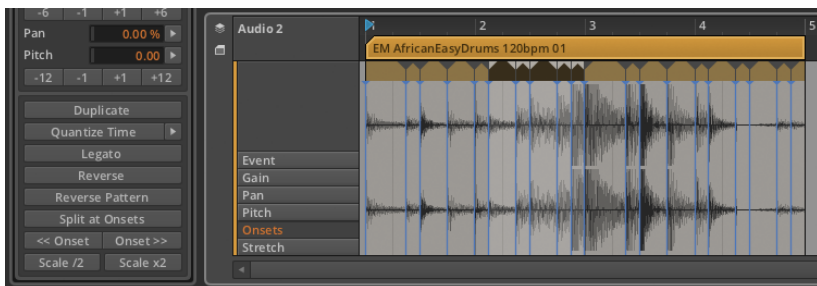 -6 -1 +1 +6
Pan 0.00 %
Pitch 0.00
-12 -1 +1 +12
Duplicate
Quantize Time
Legato
Reverse
Reverse Pattern
Split at Onsets
<< Onset Onset >>
Scale /2 Scale x2
Audio 2
2 3 4 5
EM AfricanEasyDrums 120bpm 01
Event
Gain
Pan
Pitch
Onsets
Stretch